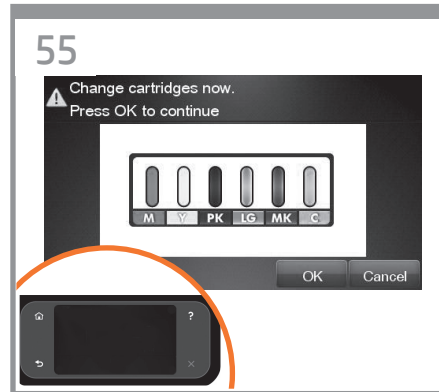 55
Change cartridges now.
Press OK to continue
M Y PK LG MK C
OK Cancel
?